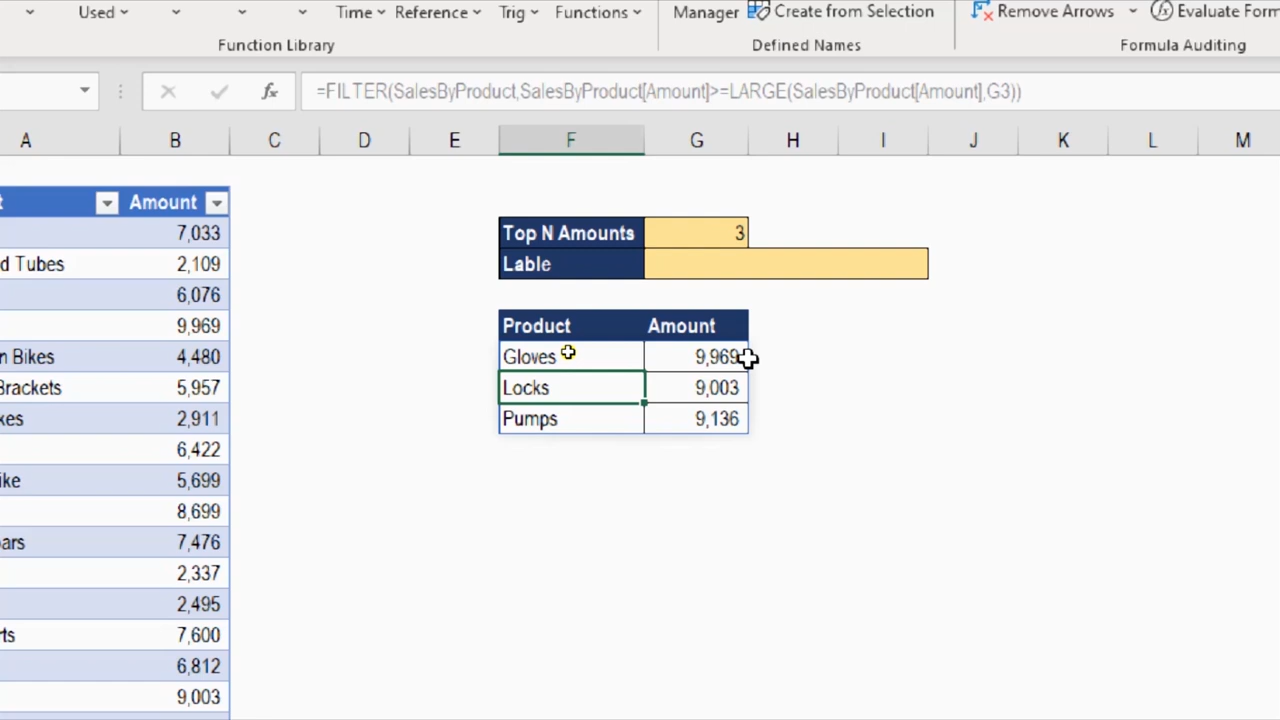 Used Time Reference Trig Functions Manager Create from Selection Remove Arrows Evaluate Form
Function Library Defined Names Formula Auditing
fx =FILTER(SalesByProduct,SalesByProduct[Amount]>=LARGE(SalesByProduct[Amount],G3))
A B C D E F G H I J K L M
t Amount
7,033
d Tubes 2,109
6,076
9,969
n Bikes 4,480
Brackets 5,957
kes 2,911
6,422
ike 5,699
8,699
bars 7,476
2,337
2,495
rts 7,600
6,812
9,003
Top N Amounts 3
Lable
Product Amount
Gloves 9,969
Locks 9,003
Pumps 9,136